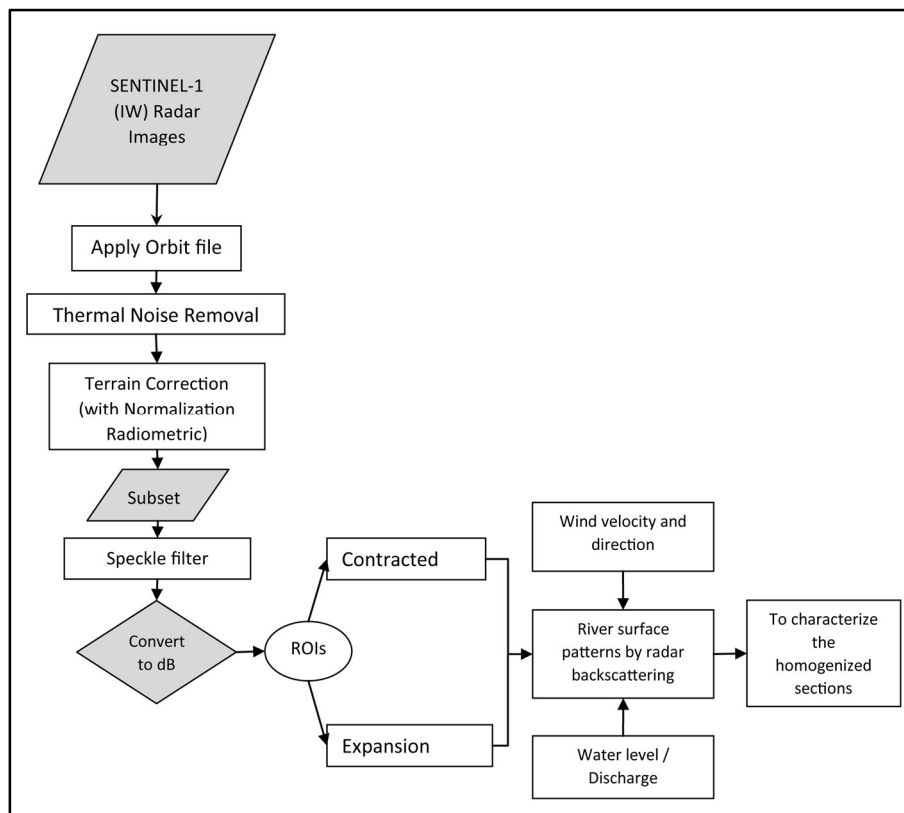 SENTINEL-1
(IW) Radar
Images
Apply Orbit file
Thermal Noise Removal
Terrain Correction
(with Normalization
Radiometric)
Subset
Speckle filter
Convert
to dB
ROIs
Contracted
Expansion
Wind velocity and
direction
River surface
patterns by radar
backscattering
Water level /
Discharge
To characterize
the
homogenized
sections